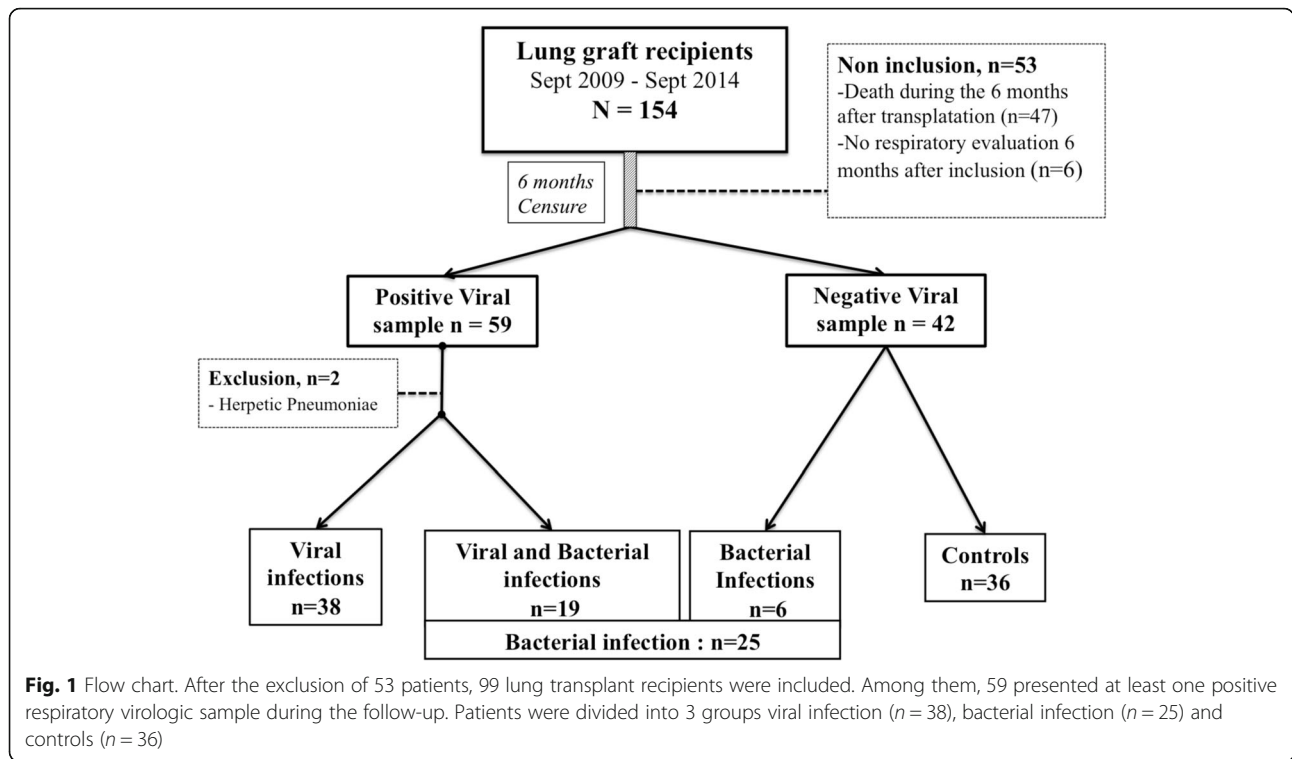 Lung graft recipients
Sept 2009 - Sept 2014
N = 154
Non inclusion, n=53
-Death during the 6 months
after transplatation (n=47)
-No respiratory evaluation 6
months after inclusion (n=6)
6 months
Censure
Positive Viral
sample n = 59
Negative Viral
sample n = 42
Exclusion, n=2
- Herpetic Pneumoniae
Viral
infections
n=38
Viral and Bacterial
infections
n=19
Bacterial
Infections
n=6
Controls
n=36
Bacterial infection : n=25
Fig. 1 Flow chart. After the exclusion of 53 patients, 99 lung transplant recipients were included. Among them, 59 presented at least one positive
respiratory virologic sample during the follow-up. Patients were divided into 3 groups viral infection (n = 38), bacterial infection (n = 25) and
controls (n = 36)